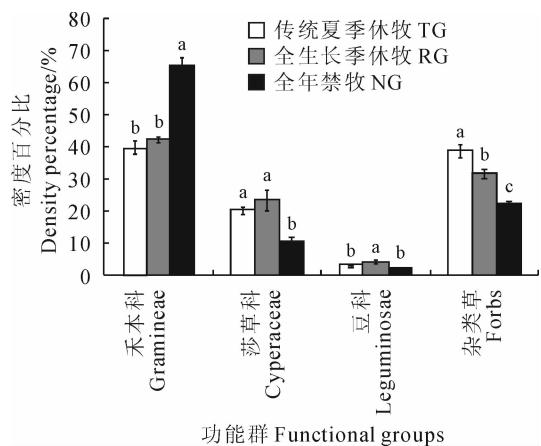 传统夏季休牧 TG
全生长季休牧 RG
全年禁牧 NG
密度百分比
Density percentage/%
80
70
60
50
40
30
20
10
0
b b a
a a b
b a b
a b c
禾本科
Gramineae
莎草科
Cyperaceae
豆科
Leguminosae
杂类草
Forbs
功能群 Functional groups